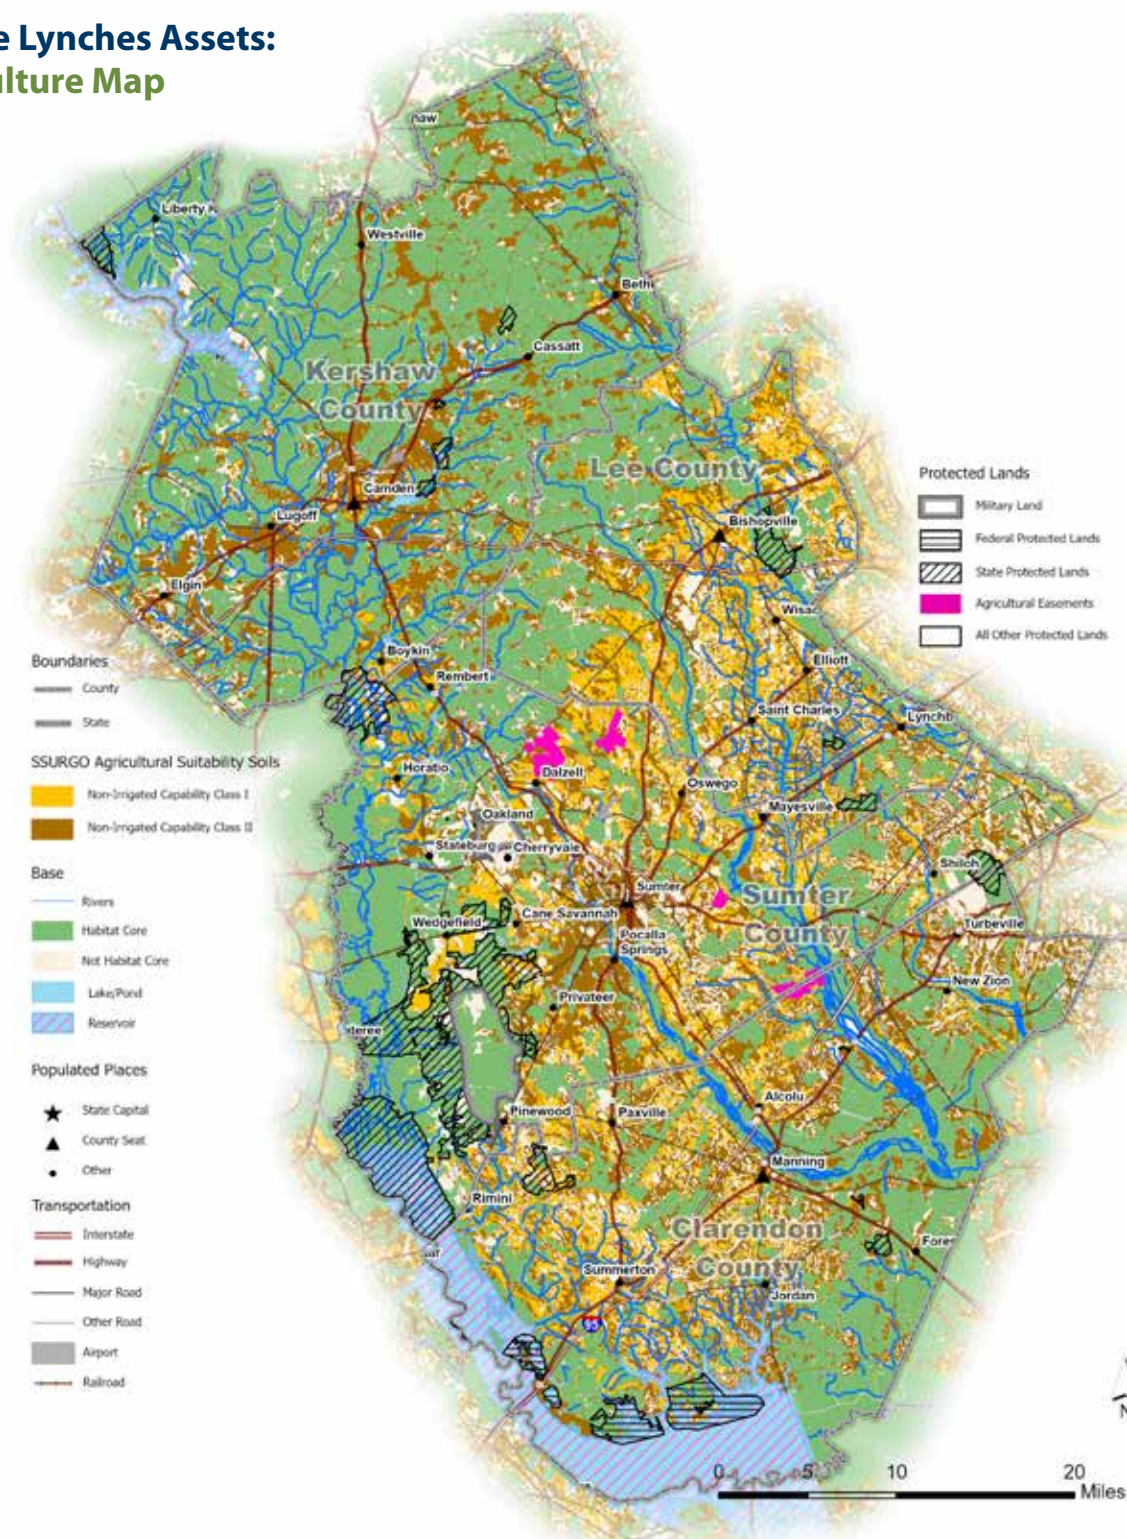 e Lynches Assets:
ulture Map
haw
Liberty H
Westville
Beth
Cassatt
Kershaw
County
Lee County
Camden
Lugoff
Bishopville
Elgin
Wisac
Boykin
Rembert
Elliott
Saint Charles
Lynchb
Horatio
Dalzell
Oswego
Oakland
Mayesville
Stateburg
Cherryvale
Shiloh
Sumter
Sumter
County
Wedgefield
Cane Savannah
Turbeville
Pocalla
Springs
New Zion
Privateer
teree
Pinewood
Paxville
Alcolu
Manning
Rimini
Clarendon
County
Fores
Summerton
Jordan
95
Protected Lands
Military Land
Federal Protected Lands
State Protected Lands
Agricultural Easements
All Other Protected Lands
Boundaries
County
State
SSURGO Agricultural Suitability Soils
Non-Irrigated Capability Class I
Non-Irrigated Capability Class II
Base
Rivers
Habitat Core
Not Habitat Core
Lake/Pond
Reservoir
Populated Places
State Capital
County Seat
Other
Transportation
Interstate
Highway
Major Road
Other Road
Airport
Railroad
N
0 5 10 20
Miles